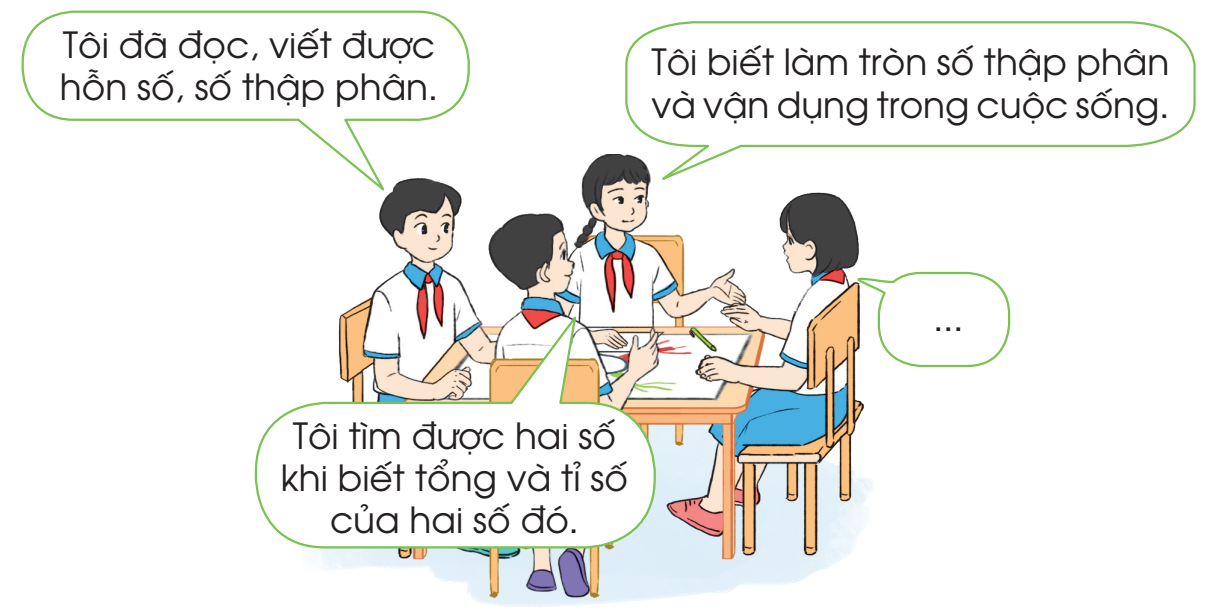 Tôi đã đọc, viết được
hỗn số, số thập phân.
Tôi biết làm tròn số thập phân
và vận dụng trong cuộc sống.
...
Tôi tìm được hai số
khi biết tổng và tỉ số
của hai số đó.